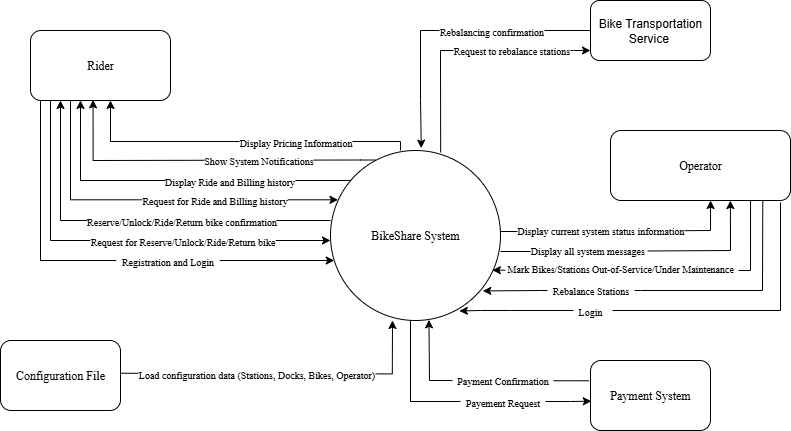 Bike Transportation
Service
Rebalancing confirmation
Request to rebalance stations
Rider
Display Pricing Information
Show System Notifications
Display Ride and Billing history
Request for Ride and Billing history
Reserve/Unlock/Ride/Return bike confirmation
Request for Reserve/Unlock/Ride/Return bike
Registration and Login
BikeShare System
Operator
Display current system status information
Display all system messages
Mark Bikes/Stations Out-of-Service/Under Maintenance
Rebalance Stations
Login
Configuration File
Load configuration data (Stations, Docks, Bikes, Operator)
Payment Confirmation
Payement Request
Payment System